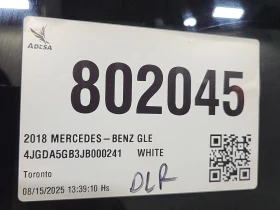 ADESA
802045
2018 MERCEDES-BENZ GLE
4JGDA5GB3JB000241 WHITE
Toronto
08/15/2025 13:39:10 Hs
DLR